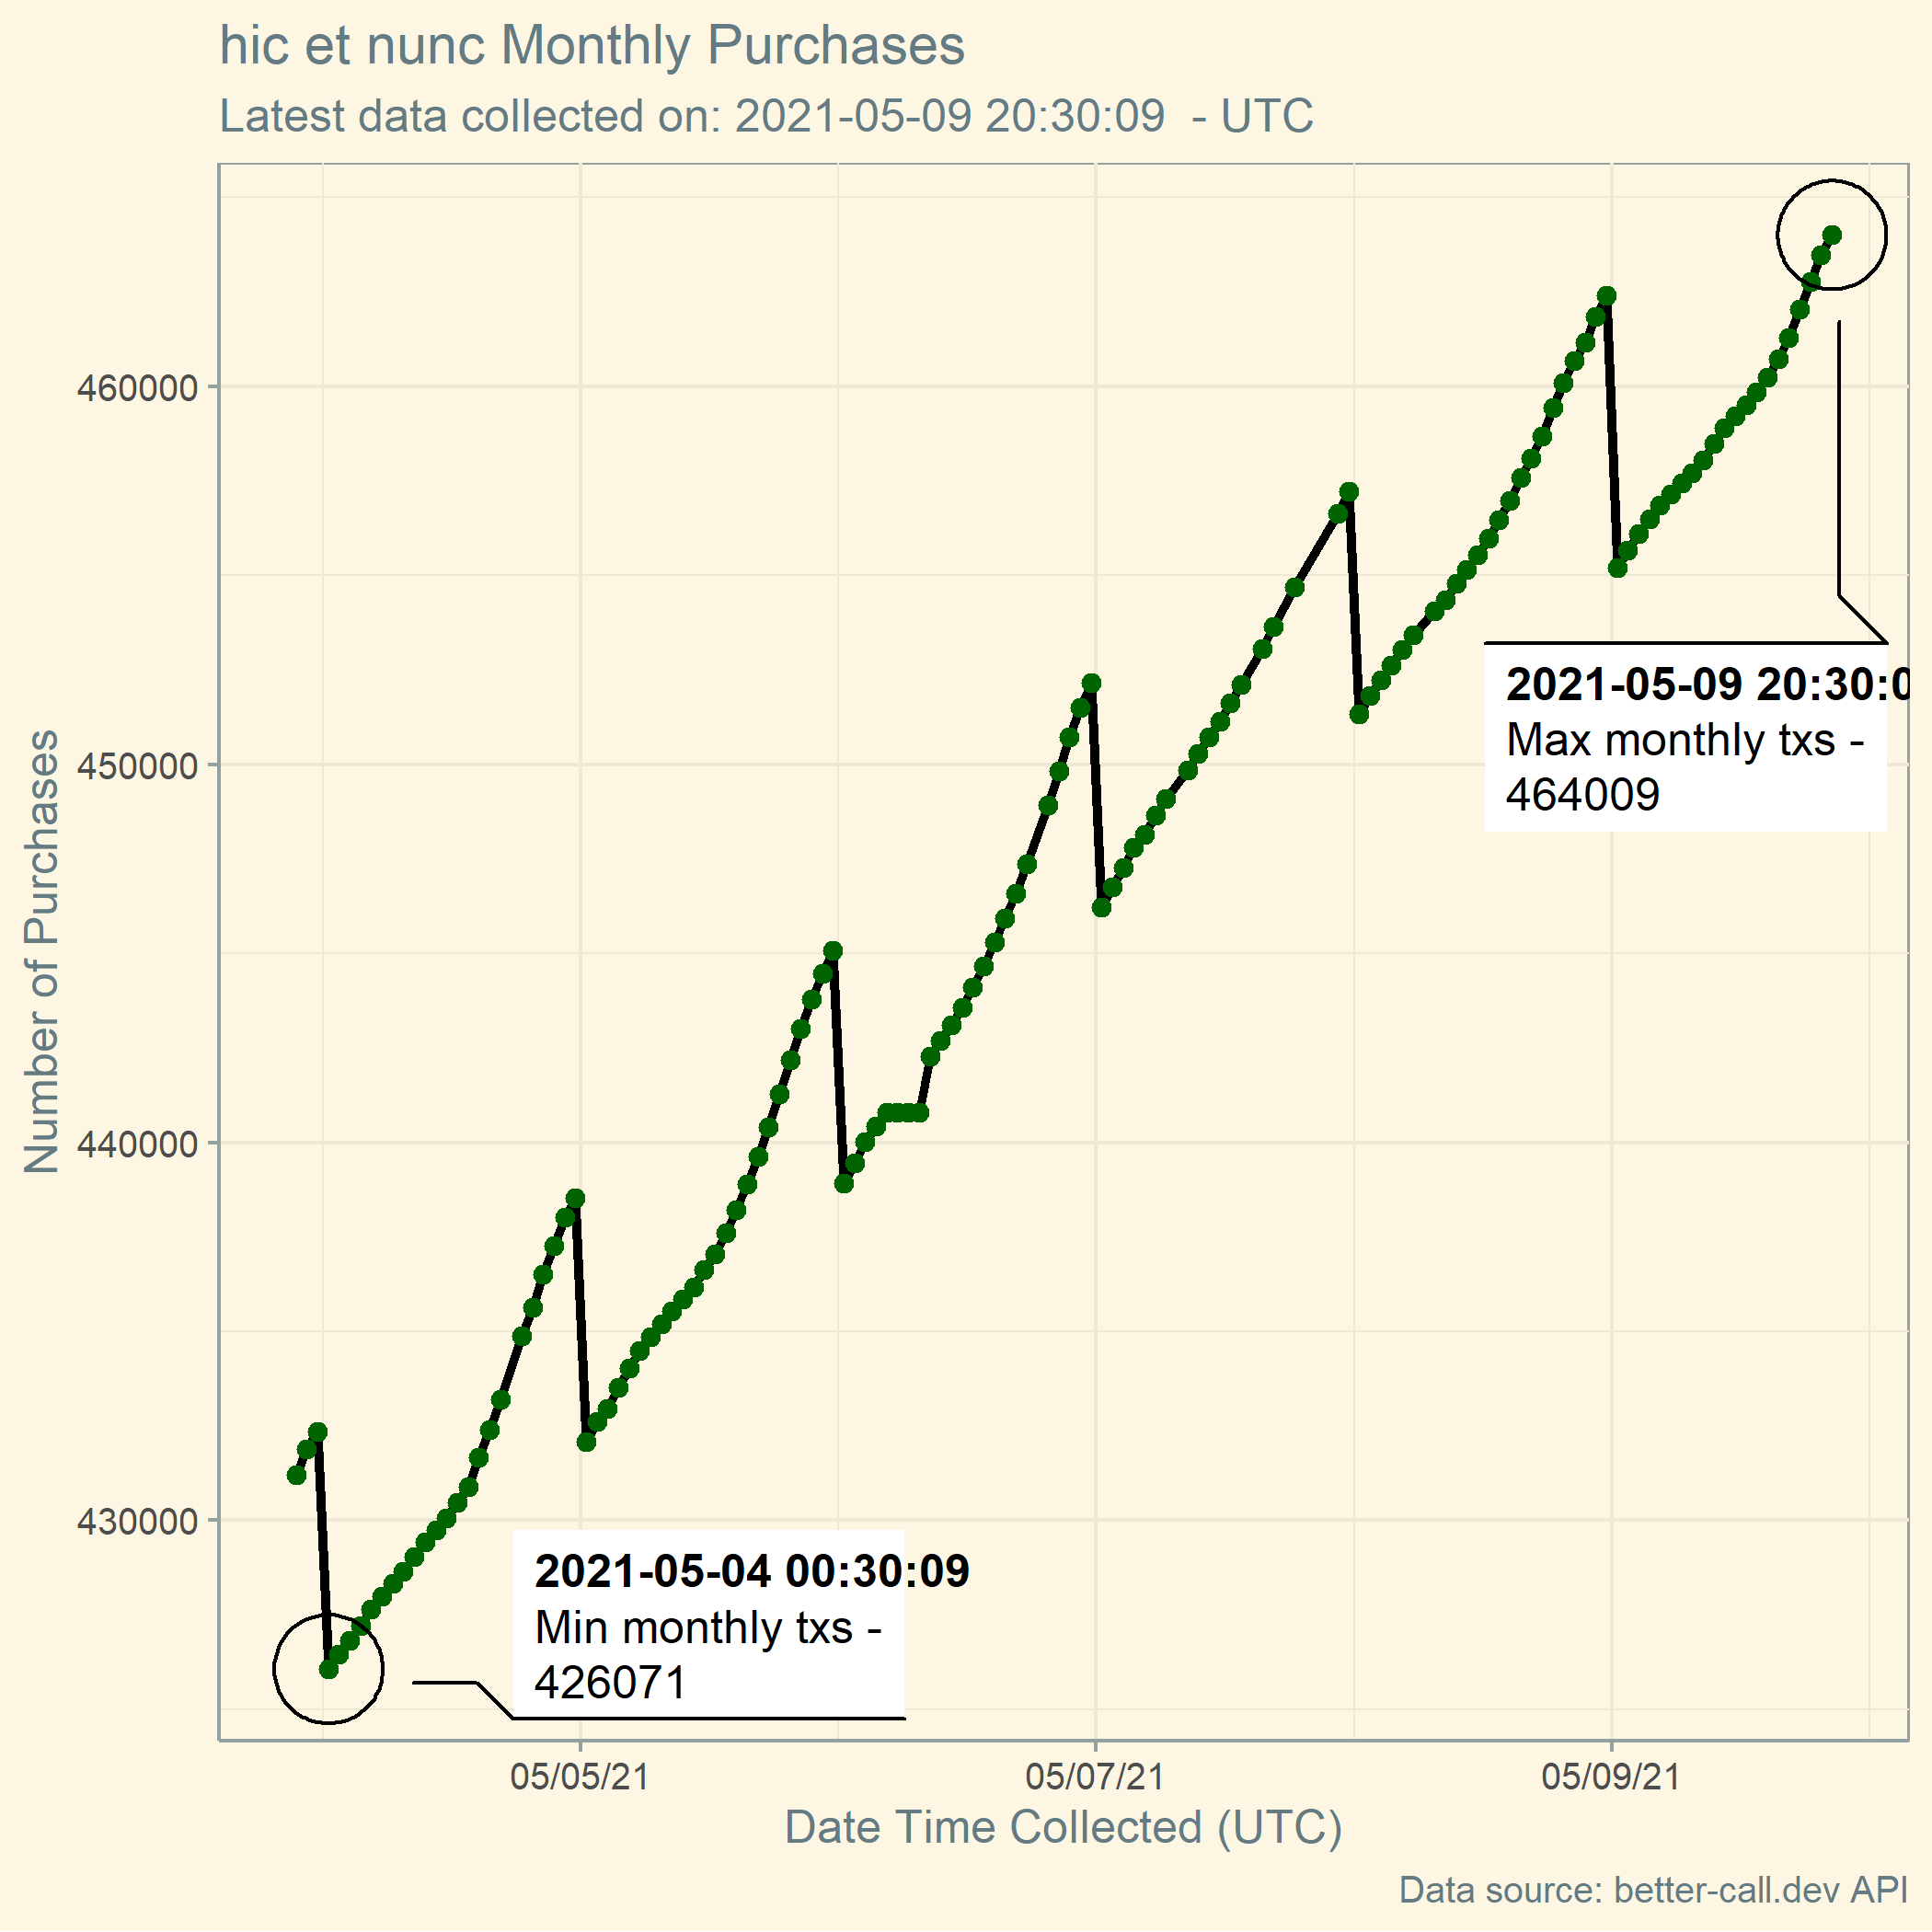 hic et nunc Monthly Purchases
Latest data collected on: 2021-05-09 20:30:09  - UTC
Number of Purchases
460000
450000
440000
430000
2021-05-09 20:30:0
Max monthly txs -
464009
2021-05-04 00:30:09
Min monthly txs -
426071
05/05/21
05/07/21
05/09/21
Date Time Collected (UTC)
Data source: better-call.dev API